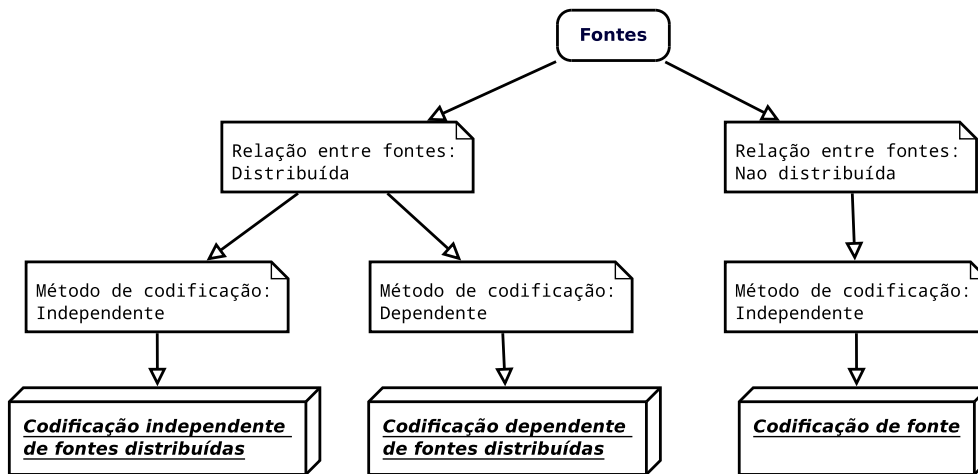 Fontes
Relação entre fontes:
Distribuída
Relação entre fontes:
Nao distribuída
Método de codificação:
Independente
Método de codificação:
Dependente
Método de codificação:
Independente
Codificação independente
de fontes distribuídas
Codificação dependente
de fontes distribuídas
Codificação de fonte